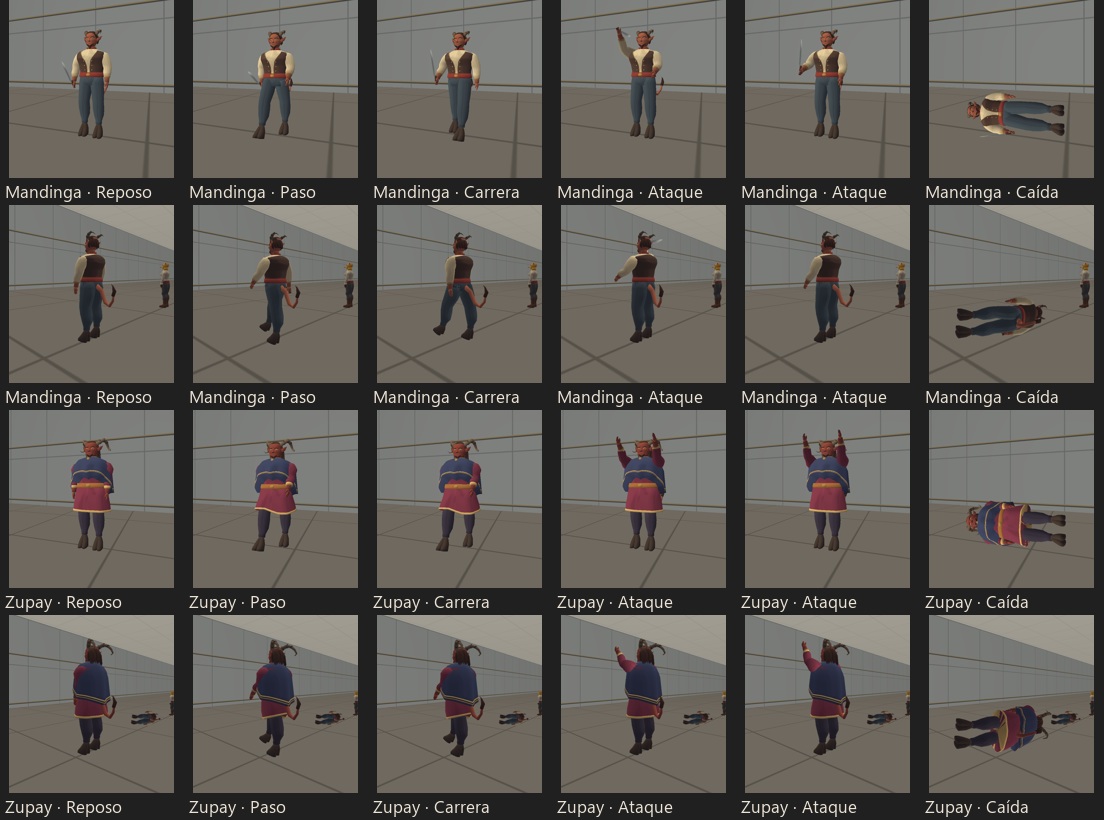 Mandinga · Reposo
Mandinga · Paso
Mandinga · Carrera
Mandinga · Ataque
Mandinga · Ataque
Mandinga · Caída
Mandinga · Reposo
Mandinga · Paso
Mandinga · Carrera
Mandinga · Ataque
Mandinga · Ataque
Mandinga · Caída
Zupay · Reposo
Zupay · Paso
Zupay · Carrera
Zupay · Ataque
Zupay · Ataque
Zupay · Caída
Zupay · Reposo
Zupay · Paso
Zupay · Carrera
Zupay · Ataque
Zupay · Ataque
Zupay · Caída